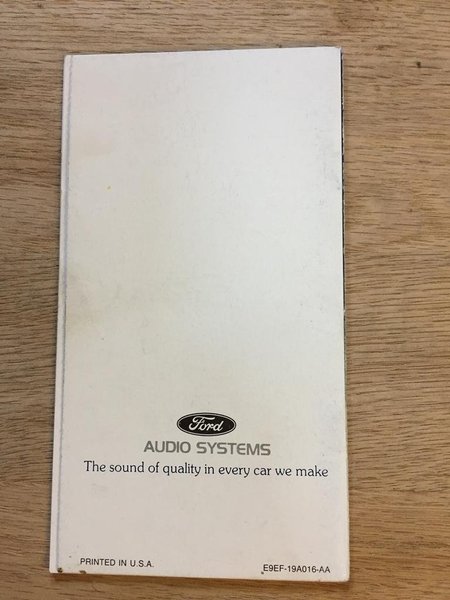 Ford
AUDIO SYSTEMS
The sound of quality in every car we make
PRINTED IN U.S.A.
E9EF-19A016-AA